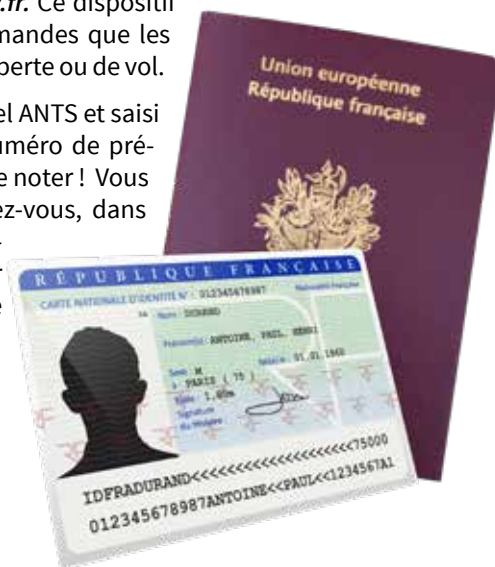 .fr. Ce dispositif
mandes que les
perte ou de vol.
el ANTS et saisi
uméro de pré-
e noter ! Vous
ez-vous, dans
e
Union européenne
République française
RÉPUBLIQUE FRANÇAISE
CARTE NATIONALE D'IDENTITÉ N° : 012345678987 Nationalité Française
Nom : DURAND
Prénom(s) : ANTOINE, PAUL, HENRI
Sexe : M Né(e) le : 01.01.1960
à PARIS ( 75 )
Taille : 1,80m
Signature
du titulaire :
IDFRADURAND<<<<<<<<<<<<<<<<<<<75000
012345678987ANTOINE<<PAUL<<1234567A1